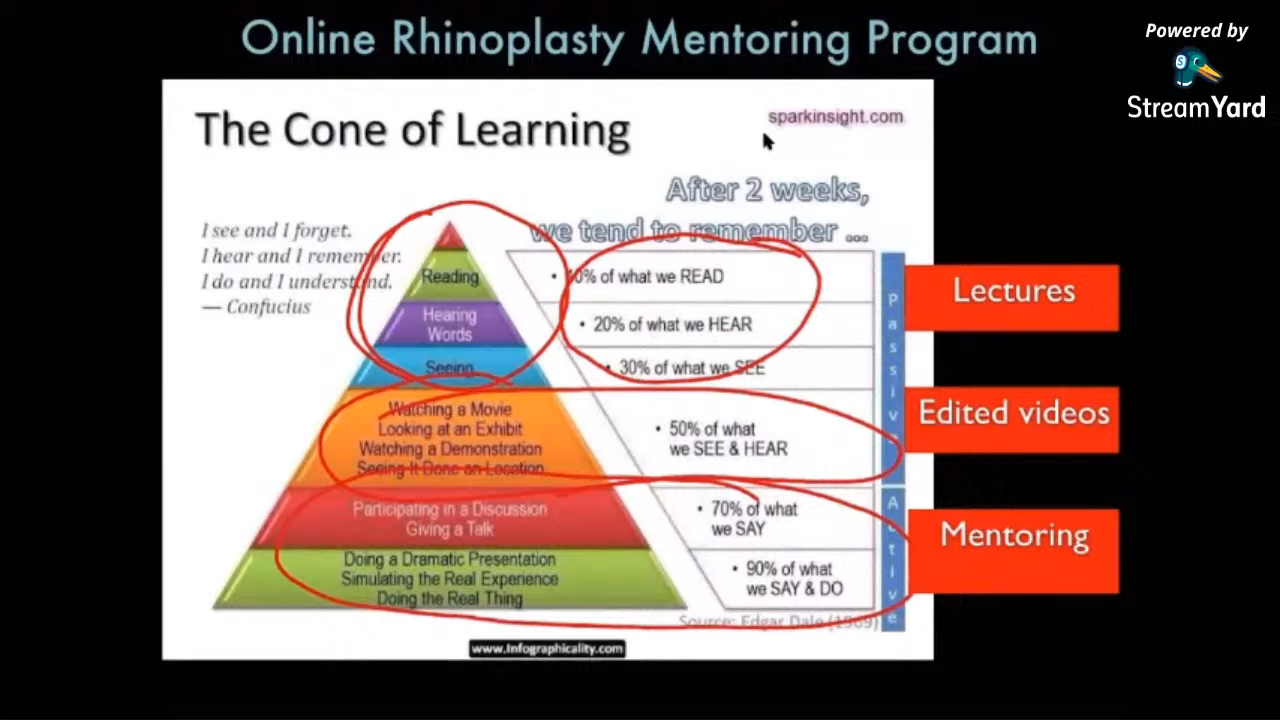 Online Rhinoplasty Mentoring Program
Powered by
StreamYard
The Cone of Learning
sparkinsight.com
After 2 weeks,
we tend to remember ...
I see and I forget.
I hear and I remember.
I do and I understand.
— Confucius
Reading
Hearing
Words
Seeing
Watching a Movie
Looking at an Exhibit
Watching a Demonstration
Seeing It Done on Location
Participating in a Discussion
Giving a Talk
Doing a Dramatic Presentation
Simulating the Real Experience
Doing the Real Thing
• 10% of what we READ
• 20% of what we HEAR
• 30% of what we SEE
• 50% of what
we SEE & HEAR
• 70% of what
we SAY
• 90% of what
we SAY & DO
Passive
Active
Lectures
Edited videos
Mentoring
Source: Edgar Dale (1969)
www.Infographicality.com